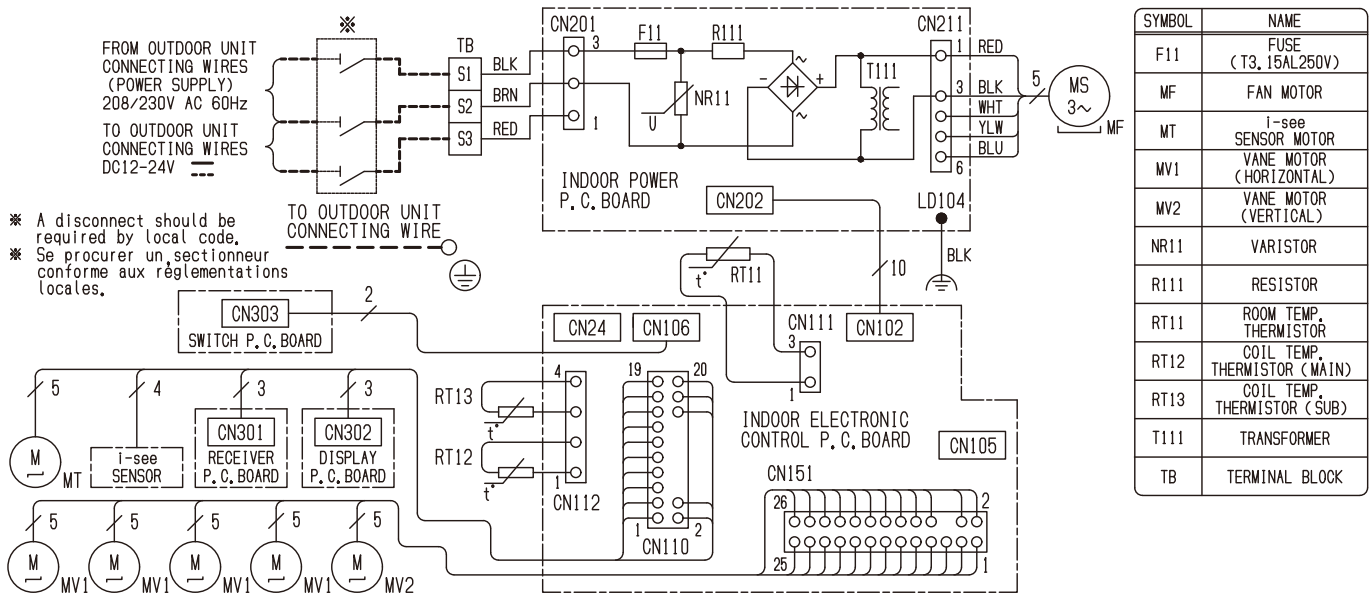 ※
FROM OUTDOOR UNIT
CONNECTING WIRES
(POWER SUPPLY)
208/230V AC 60Hz
TO OUTDOOR UNIT
CONNECTING WIRES
DC12-24V
TB
S1
S2
S3
BLK
BRN
RED
CN201
3
1
F11
R111
NR11
U
-
+
~
~
T111
CN211
1
3
6
RED
BLK
WHT
YLW
BLU
5
MS
3~
MF
INDOOR POWER
P.C.BOARD
CN202
LD104
BLK
10
※ A disconnect should be
required by local code.
※ Se procurer un sectionneur
conforme aux réglementations
locales.
TO OUTDOOR UNIT
CONNECTING WIRE
CN303
SWITCH P.C.BOARD
2
t°
RT11
CN24
CN106
CN111
3
1
CN102
5
4
3
3
M
MT
i-see
SENSOR
CN301
RECEIVER
P.C.BOARD
CN302
DISPLAY
P.C.BOARD
RT13
t°
RT12
t°
4
1
CN112
19
20
1
2
CN110
INDOOR ELECTRONIC
CONTROL P.C.BOARD
CN105
CN151
26
2
25
1
5
5
5
5
5
M
MV1
M
MV1
M
MV1
M
MV1
M
MV2
SYMBOL NAME
F11 FUSE
(T3.15AL250V)
MF FAN MOTOR
MT i-see
SENSOR MOTOR
MV1 VANE MOTOR
(HORIZONTAL)
MV2 VANE MOTOR
(VERTICAL)
NR11 VARISTOR
R111 RESISTOR
RT11 ROOM TEMP.
THERMISTOR
RT12 COIL TEMP.
THERMISTOR (MAIN)
RT13 COIL TEMP.
THERMISTOR (SUB)
T111 TRANSFORMER
TB TERMINAL BLOCK